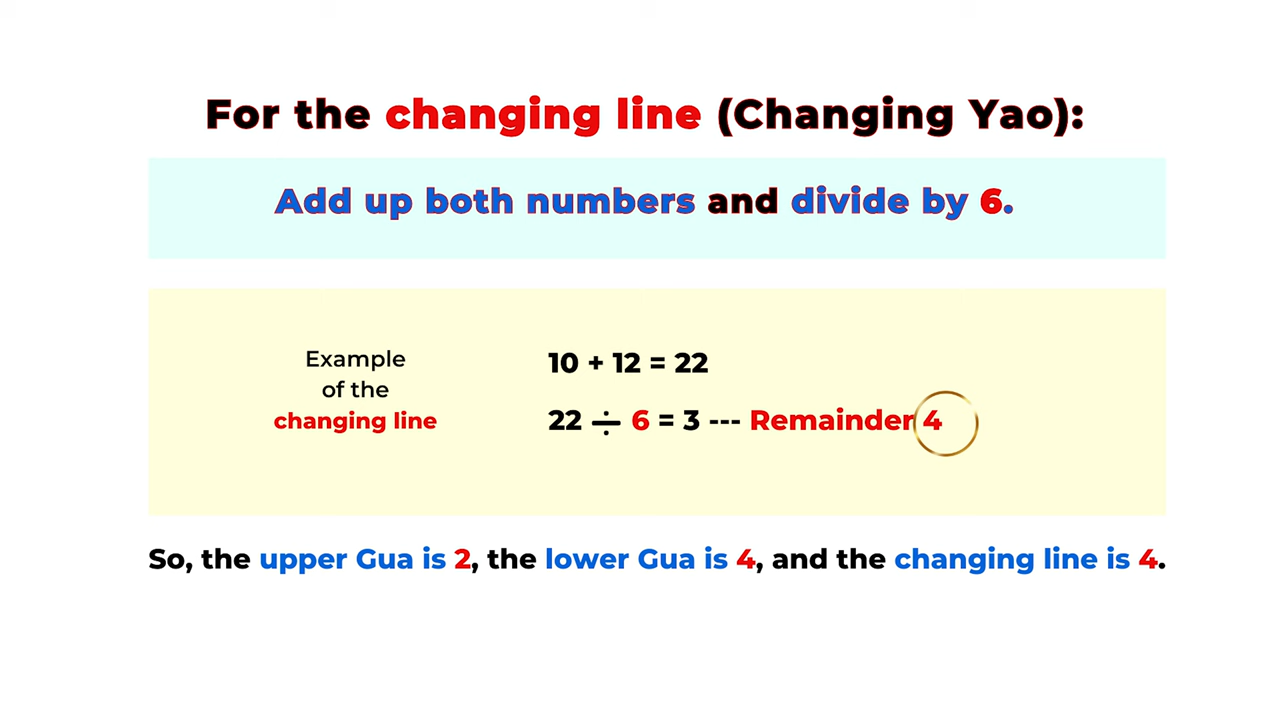 For the changing line (Changing Yao):
Add up both numbers and divide by 6.
Example
of the
changing line
10 + 12 = 22
22 ÷ 6 = 3 --- Remainder 4
So, the upper Gua is 2, the lower Gua is 4, and the changing line is 4.